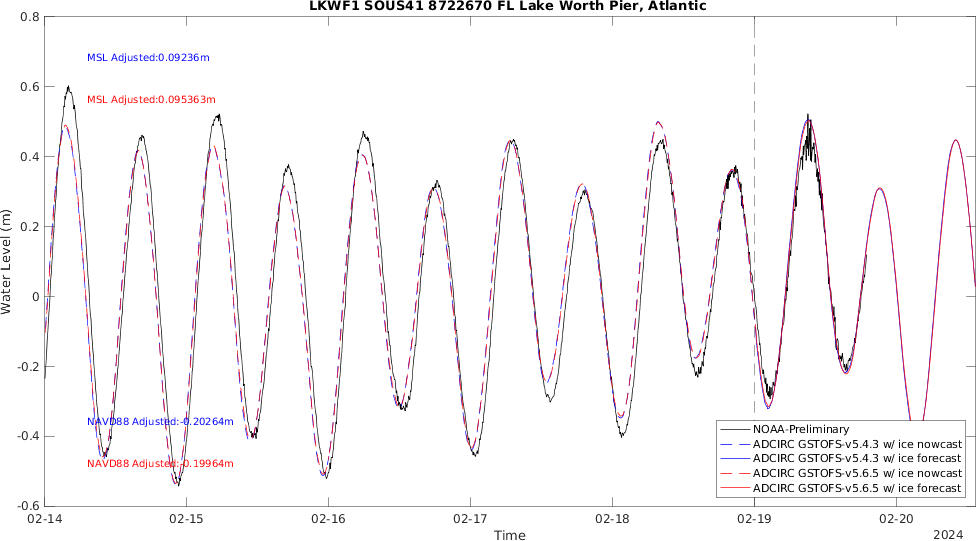 LKWF1 SOUS41 8722670 FL Lake Worth Pier, Atlantic
0.8
0.6
0.4
0.2
0
-0.2
-0.4
-0.6
Water Level (m)
MSL Adjusted:0.09236m
MSL Adjusted:0.095363m
NAVD88 Adjusted:-0.20264m
NAVD88 Adjusted:-0.19964m
NOAA-Preliminary
ADCIRC GSTOFS-v5.4.3 w/ ice nowcast
ADCIRC GSTOFS-v5.4.3 w/ ice forecast
ADCIRC GSTOFS-v5.6.5 w/ ice nowcast
ADCIRC GSTOFS-v5.6.5 w/ ice forecast
02-14 02-15 02-16 02-17 02-18 02-19 02-20
Time
2024